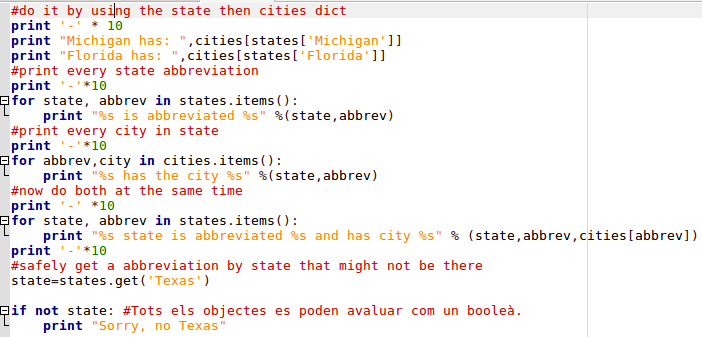 #do it by using the state then cities dict
print '-' * 10
print "Michigan has: ",cities[states['Michigan']]
print "Florida has: ",cities[states['Florida']]
#print every state abbreviation
print '-'*10
for state, abbrev in states.items():
    print "%s is abbreviated %s" %(state,abbrev)
#print every city in state
print '-'*10
for abbrev,city in cities.items():
    print "%s has the city %s" %(state,abbrev)
#now do both at the same time
print '-' *10
for state, abbrev in states.items():
    print "%s state is abbreviated %s and has city %s" % (state,abbrev,cities[abbrev])
print '-'*10
#safely get a abbreviation by state that might not be there
state=states.get('Texas')
if not state: #Tots els objectes es poden avaluar com un booleà.
    print "Sorry, no Texas"